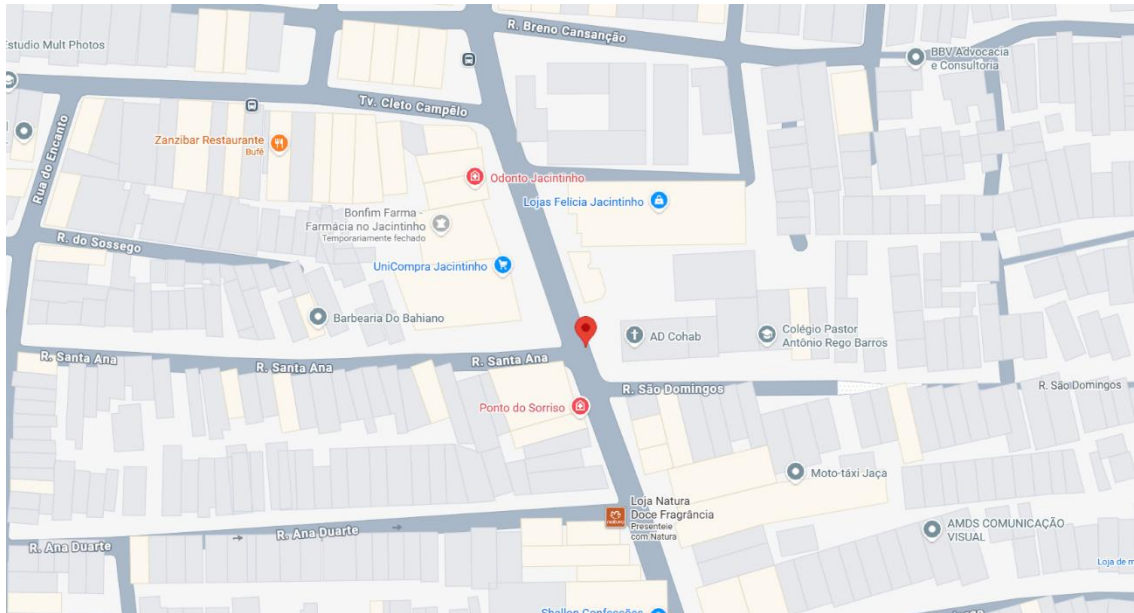 R. Breno Cansanção
Estudio Mult Photos
BBV Advocacia
e Consultoria
Tv. Cleto Campêlo
Zanzibar Restaurante
Bufê
Rua do Encanto
Odonto Jacintinho
Lojas Felicia Jacintinho
Bonfim Farma -
Farmácia no Jacintinho
Temporariamente fechado
R. do Sossego
UniCompra Jacintinho
Barbearia Do Bahiano
AD Cohab
Colégio Pastor
Antônio Rego Barros
R. Santa Ana
R. Santa Ana
R. Santa Ana
R. São Domingos
R. São Domingos
Ponto do Sorriso
Moto-táxi Jaça
Loja Natura
Doce Fragrância
Presenteie
com Natura
natura
R. Ana Duarte
R. Ana Duarte
AMDS COMUNICAÇÃO
VISUAL
Loja de m